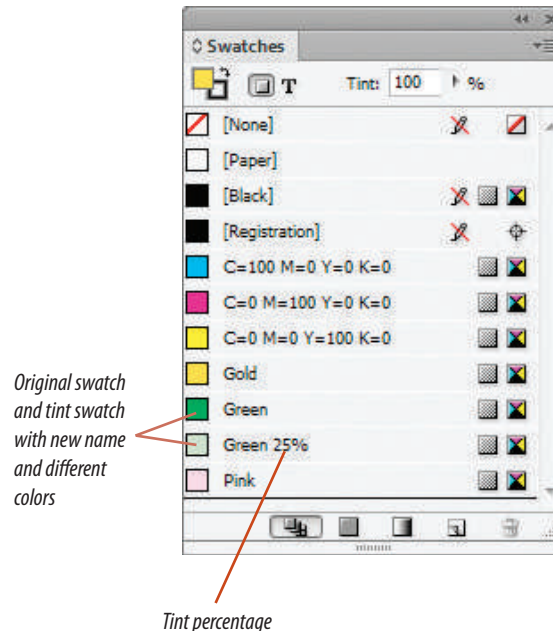 Swatches
T Tint: 100 %
[None]
[Paper]
[Black]
[Registration]
C=100 M=0 Y=0 K=0
C=0 M=100 Y=0 K=0
C=0 M=0 Y=100 K=0
Gold
Green
Green 25%
Pink
Original swatch
and tint swatch
with new name
and different
colors
Tint percentage